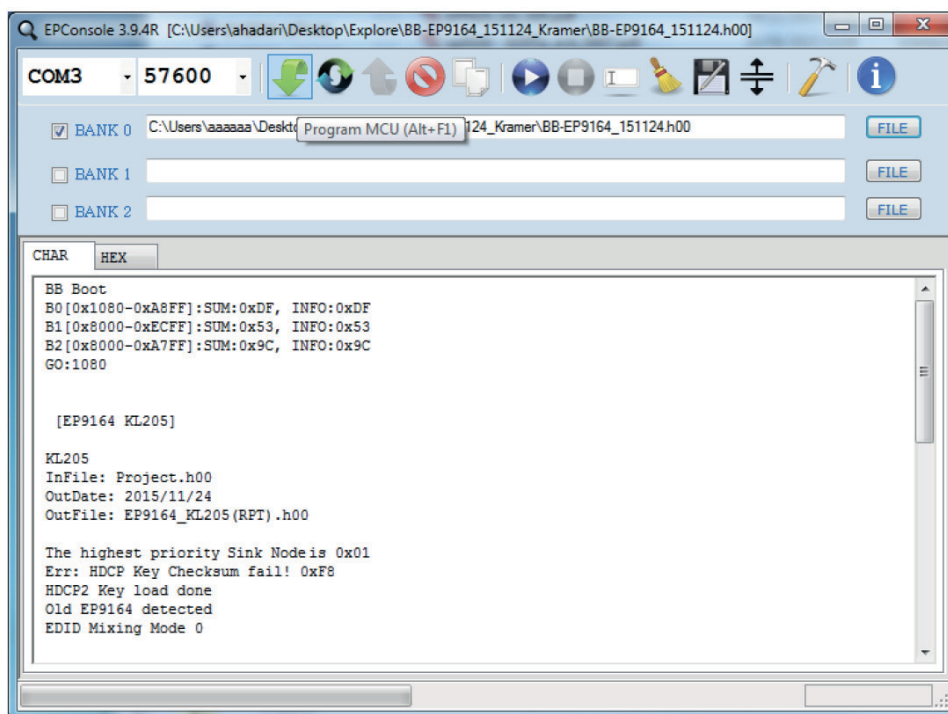 EPConsole 3.9.4R [C:\Users\ahadari\Desktop\Explore\BB-EP9164_151124_Kramer\BB-EP9164_151124.h00]
COM3 57600
BANK 0 C:\Users\aaaaaa\Deskto Program MCU (Alt+F1) 124_Kramer\BB-EP9164_151124.h00 FILE
BANK 1 FILE
BANK 2 FILE
CHAR HEX
BB Boot
B0[0x1080-0xA8FF]:SUM:0xDF, INFO:0xDF
B1[0x8000-0xECFF]:SUM:0x53, INFO:0x53
B2[0x8000-0xA7FF]:SUM:0x9C, INFO:0x9C
GO:1080
[EP9164 KL205]
KL205
InFile: Project.h00
OutDate: 2015/11/24
OutFile: EP9164_KL205(RPT).h00
The highest priority Sink Node is 0x01
Err: HDCP Key Checksum fail! 0xF8
HDCP2 Key load done
Old EP9164 detected
EDID Mixing Mode 0